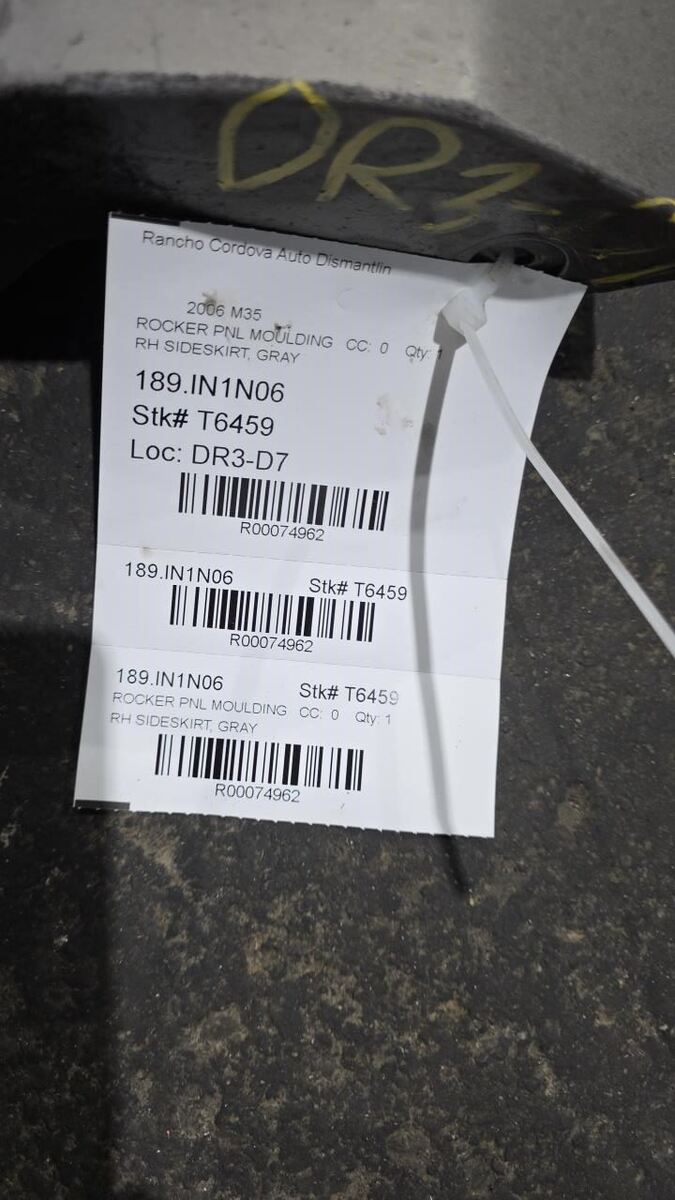 DR3-
Rancho Cordova Auto Dismantlin
2006 M35
ROCKER PNL MOULDING CC: 0 Qty: 1
RH SIDESKIRT, GRAY
189.IN1N06
Stk# T6459
Loc: DR3-D7
R00074962
189.IN1N06 Stk# T6459
R00074962
189.IN1N06 Stk# T6459
ROCKER PNL MOULDING CC: 0 Qty: 1
RH SIDESKIRT, GRAY
R00074962